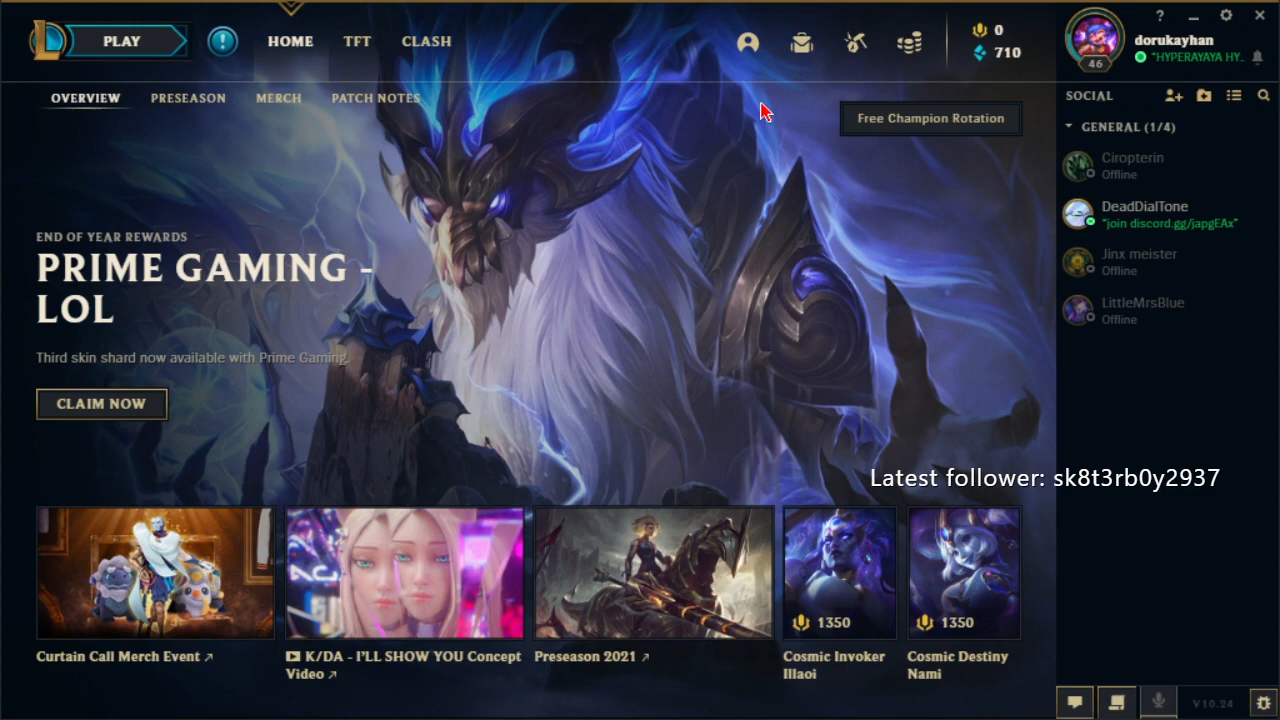 PLAY
HOME
TFT
CLASH
0
710
46
dorukayhan
"HYPERAYAYA HY..
OVERVIEW
PRESEASON
MERCH
PATCH NOTES
Free Champion Rotation
SOCIAL
GENERAL (1/4)
Ciropterin
Offline
DeadDialTone
"join discord.gg/japgEAx"
Jinx meister
Offline
LittleMrsBlue
Offline
END OF YEAR REWARDS
PRIME GAMING -
LOL
Third skin shard now available with Prime Gaming.
CLAIM NOW
Latest follower: sk8t3rb0y2937
1350
1350
Curtain Call Merch Event
K/DA - I'LL SHOW YOU Concept
Video
Preseason 2021
Cosmic Invoker
Illaoi
Cosmic Destiny
Nami
V10.24